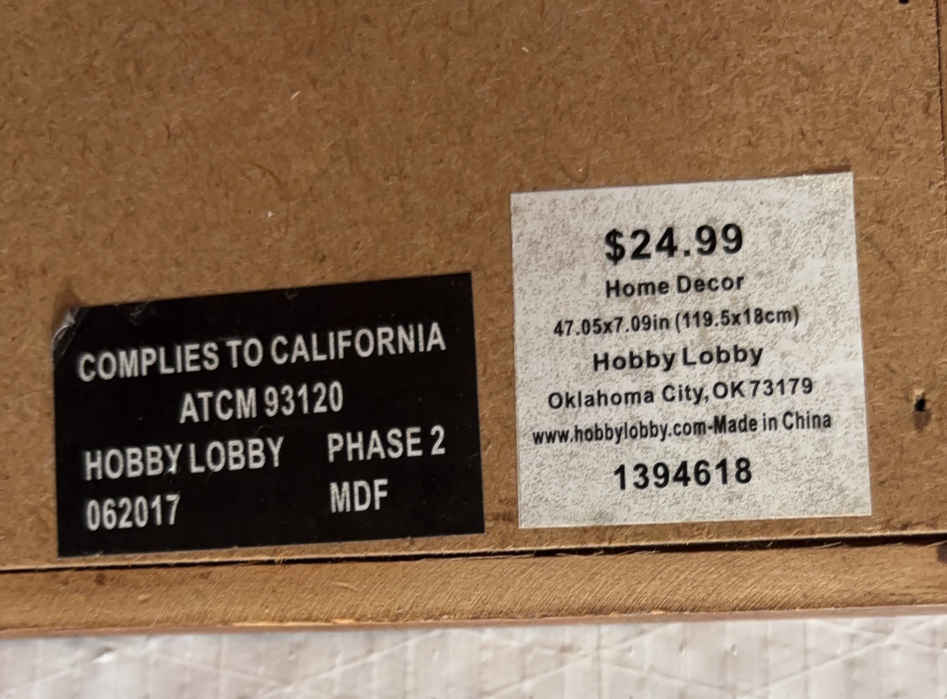 COMPLIES TO CALIFORNIA
ATCM 93120
HOBBY LOBBY PHASE 2
062017 MDF
$24.99
Home Decor
47.05x7.09in (119.5x18cm)
Hobby Lobby
Oklahoma City,OK 73179
www.hobbylobby.com-Made in China
1394618